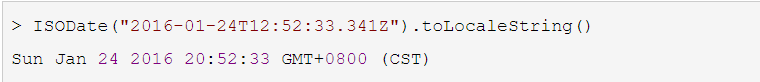 > ISODate("2016-01-24T12:52:33.341Z").toLocaleString()
Sun Jan 24 2016 20:52:33 GMT+0800 (CST)